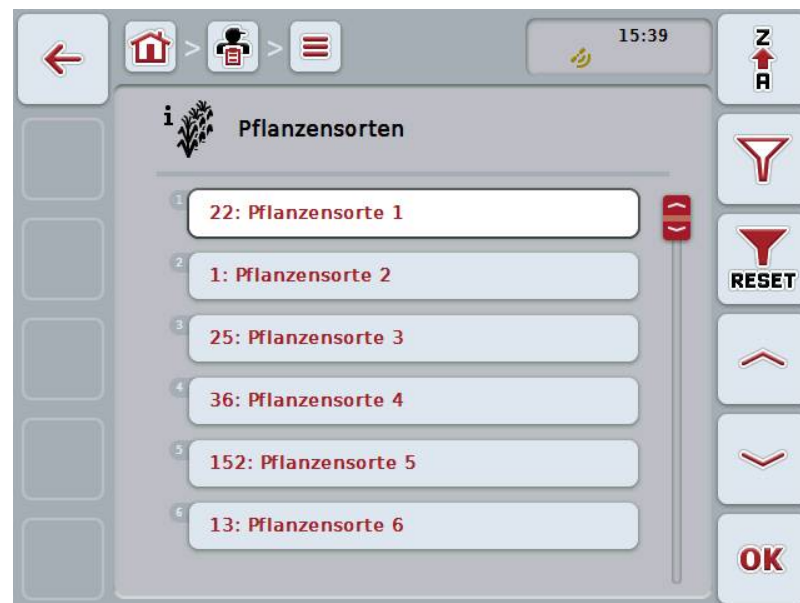 15:39
Z
A
i
Pflanzensorten
1
22: Pflanzensorte 1
2
1: Pflanzensorte 2
RESET
3
25: Pflanzensorte 3
4
36: Pflanzensorte 4
5
152: Pflanzensorte 5
6
13: Pflanzensorte 6
OK